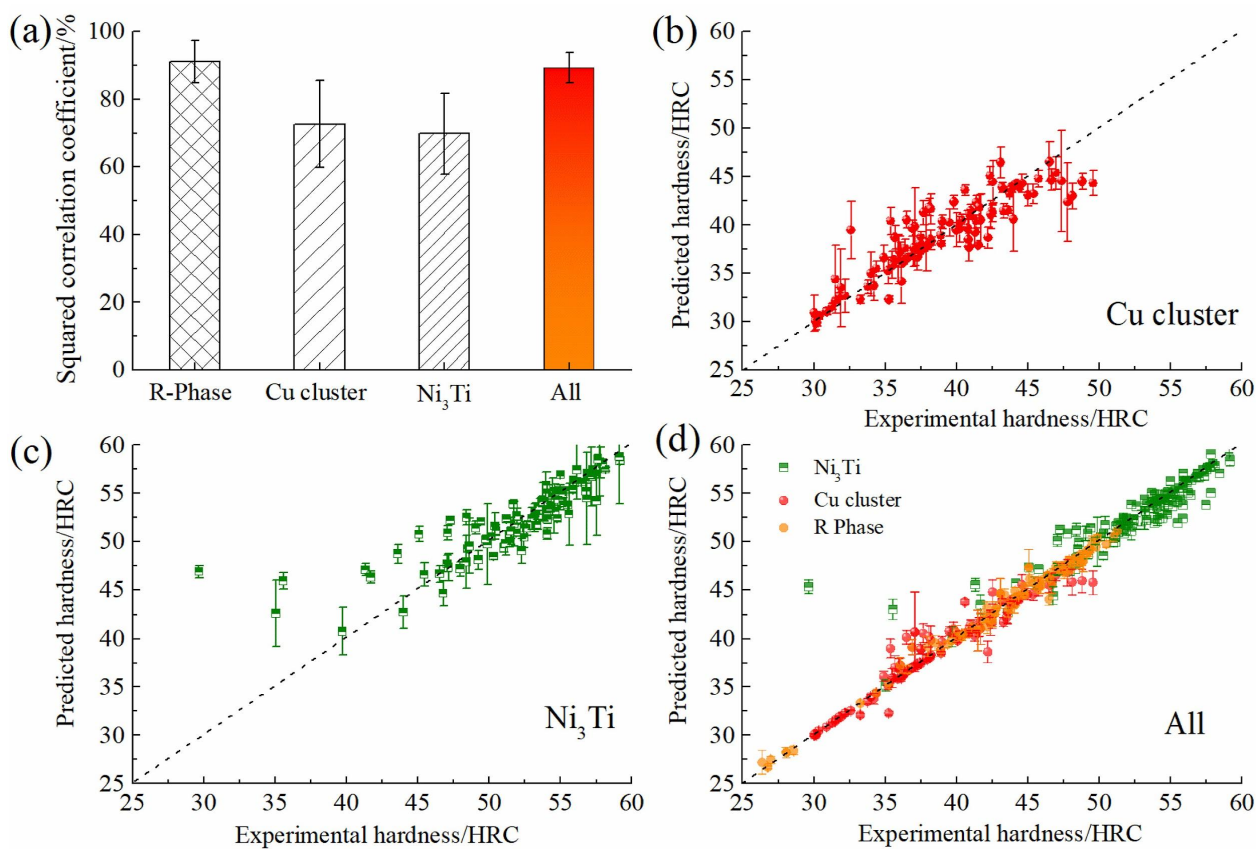 (a)
Squared correlation coefficient/%
100
80
60
40
20
0
R-Phase Cu cluster Ni₃Ti All
(b)
Predicted hardness/HRC
60
55
50
45
40
35
30
25
Cu cluster
25 30 35 40 45 50 55 60
Experimental hardness/HRC
(c)
Predicted hardness/HRC
60
55
50
45
40
35
30
25
Ni₃Ti
25 30 35 40 45 50 55 60
Experimental hardness/HRC
(d)
Predicted hardness/HRC
60
55
50
45
40
35
30
25
Ni₃Ti
Cu cluster
R Phase
All
25 30 35 40 45 50 55 60
Experimental hardness/HRC